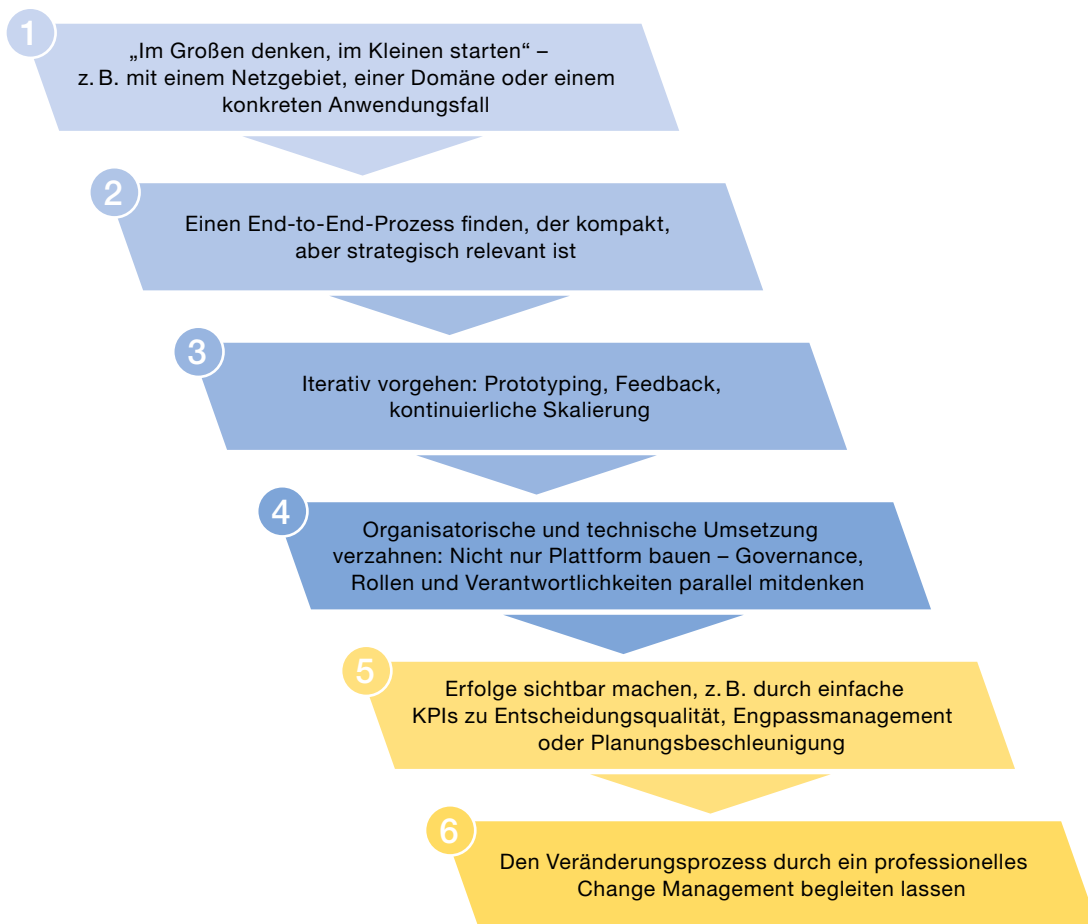 1
„Im Großen denken, im Kleinen starten“ –
z. B. mit einem Netzgebiet, einer Domäne oder einem
konkreten Anwendungsfall
2
Einen End-to-End-Prozess finden, der kompakt,
aber strategisch relevant ist
3
Iterativ vorgehen: Prototyping, Feedback,
kontinuierliche Skalierung
4
Organisatorische und technische Umsetzung
verzahnen: Nicht nur Plattform bauen – Governance,
Rollen und Verantwortlichkeiten parallel mitdenken
5
Erfolge sichtbar machen, z. B. durch einfache
KPIs zu Entscheidungsqualität, Engpassmanagement
oder Planungsbeschleunigung
6
Den Veränderungsprozess durch ein professionelles
Change Management begleiten lassen